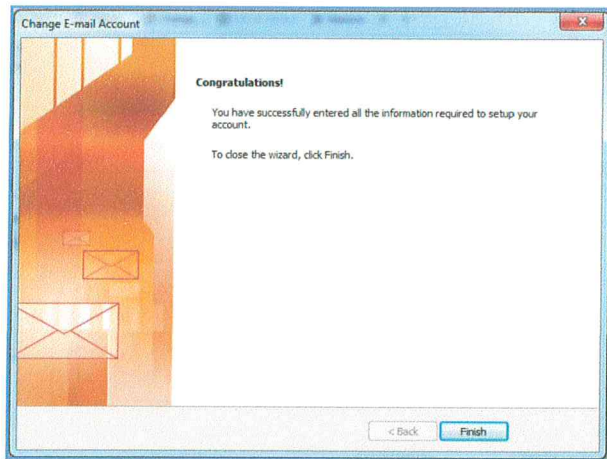 Change E-mail Account
Congratulations!
You have successfully entered all the information required to setup your
account.
To close the wizard, click Finish.
< Back
Finish